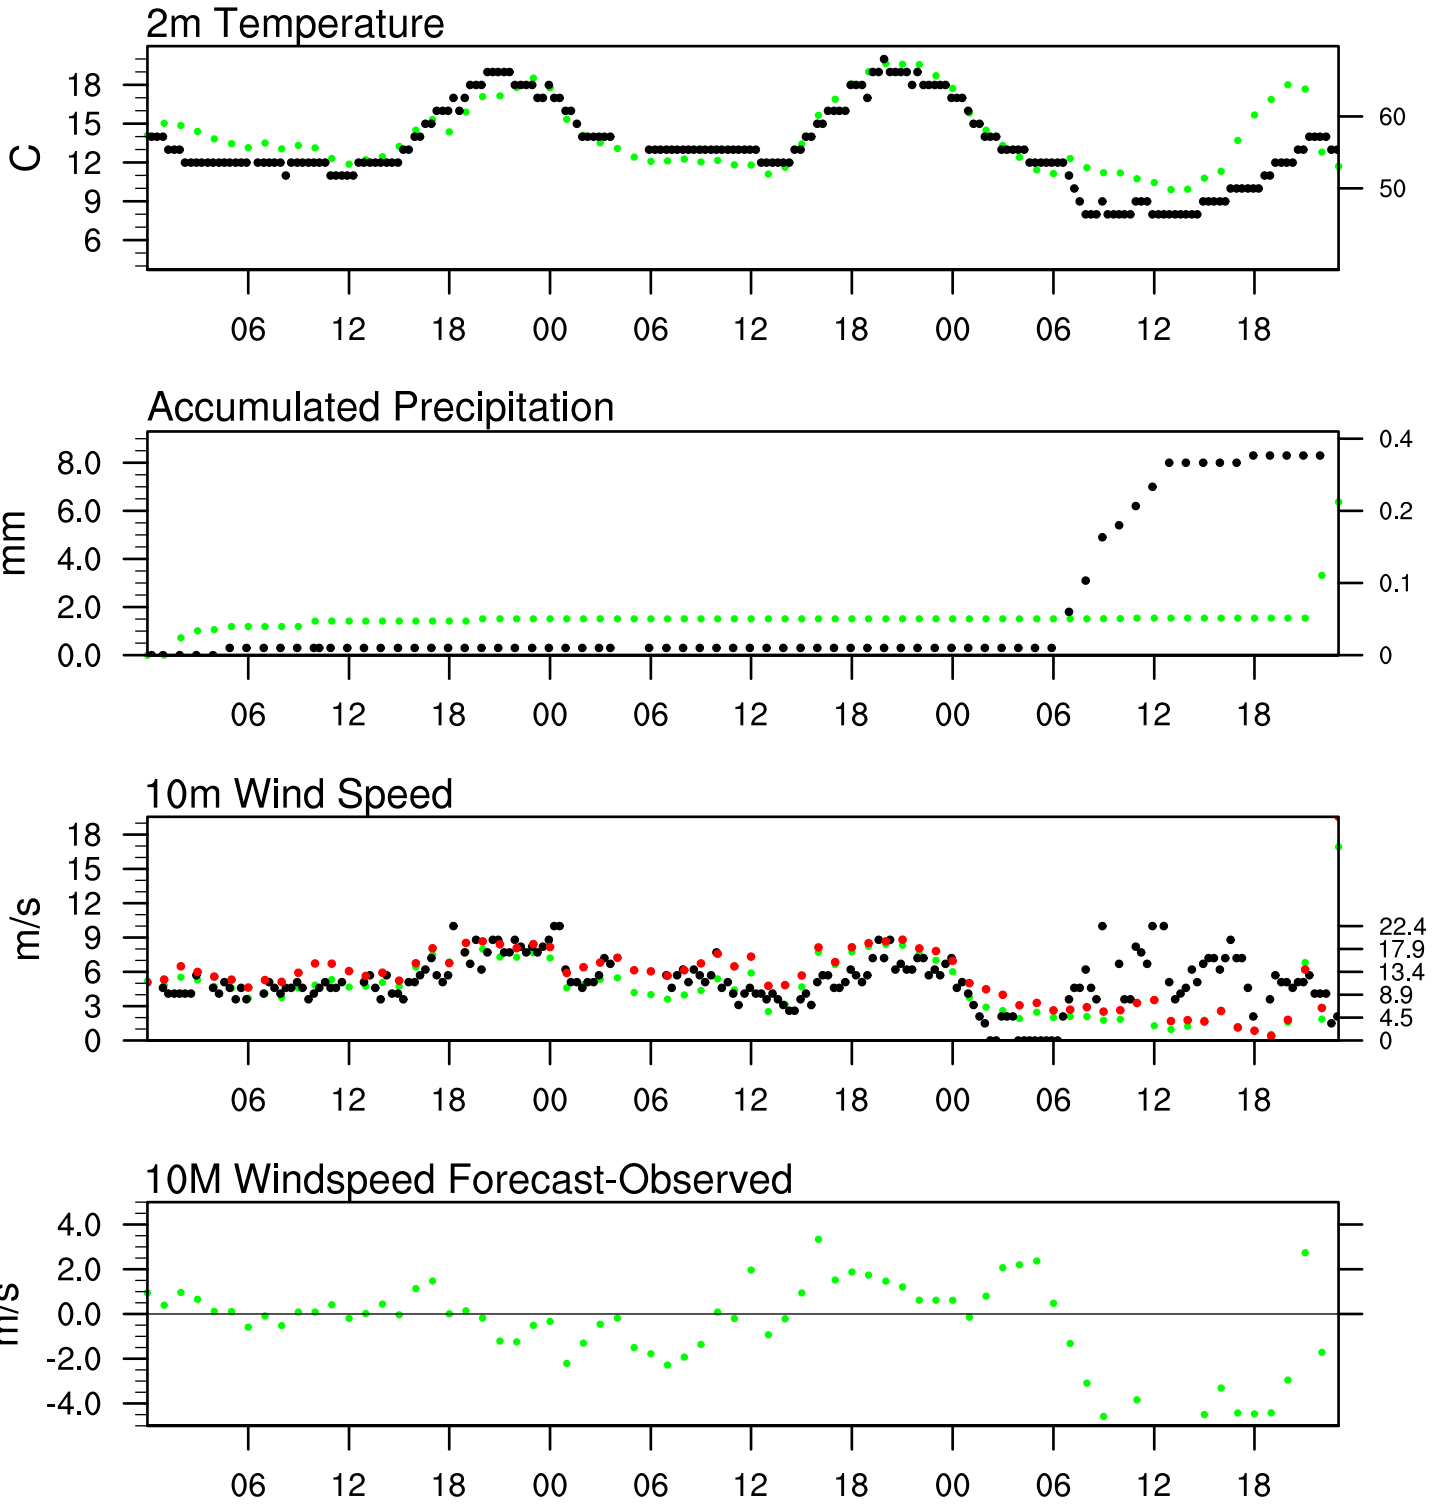 2m Temperature
18
15
12
9
6
C
60
50
06 12 18 00 06 12 18 00 06 12 18
Accumulated Precipitation
8.0
6.0
4.0
2.0
0.0
mm
0.4
0.2
0.1
0
06 12 18 00 06 12 18 00 06 12 18
10m Wind Speed
18
15
12
9
6
3
0
m/s
22.4
17.9
13.4
8.9
4.5
0
06 12 18 00 06 12 18 00 06 12 18
10M Windspeed Forecast-Observed
4.0
2.0
0.0
-2.0
-4.0
m/s
06 12 18 00 06 12 18 00 06 12 18